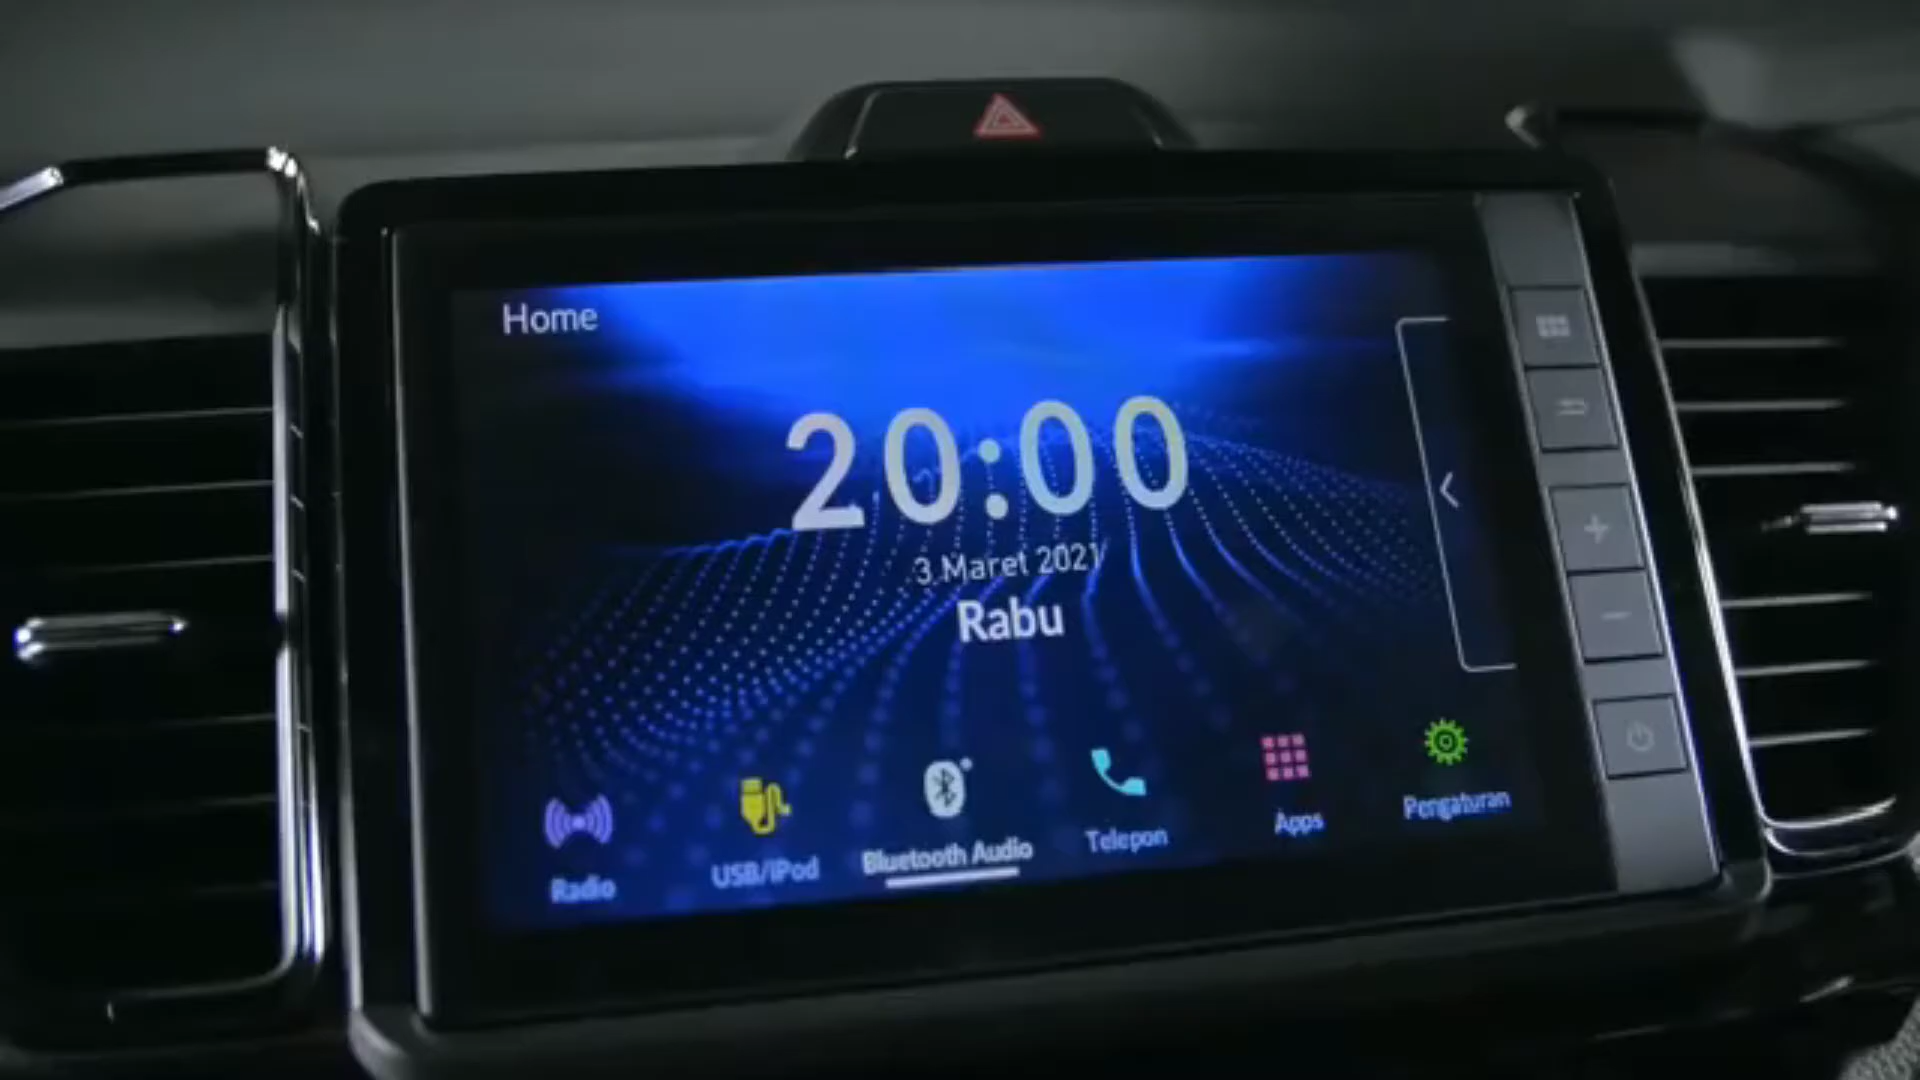 Home
20:00
3 Maret 2021
Rabu
Radio
USB/iPod
Bluetooth Audio
Telepon
Apps
Pengaturan